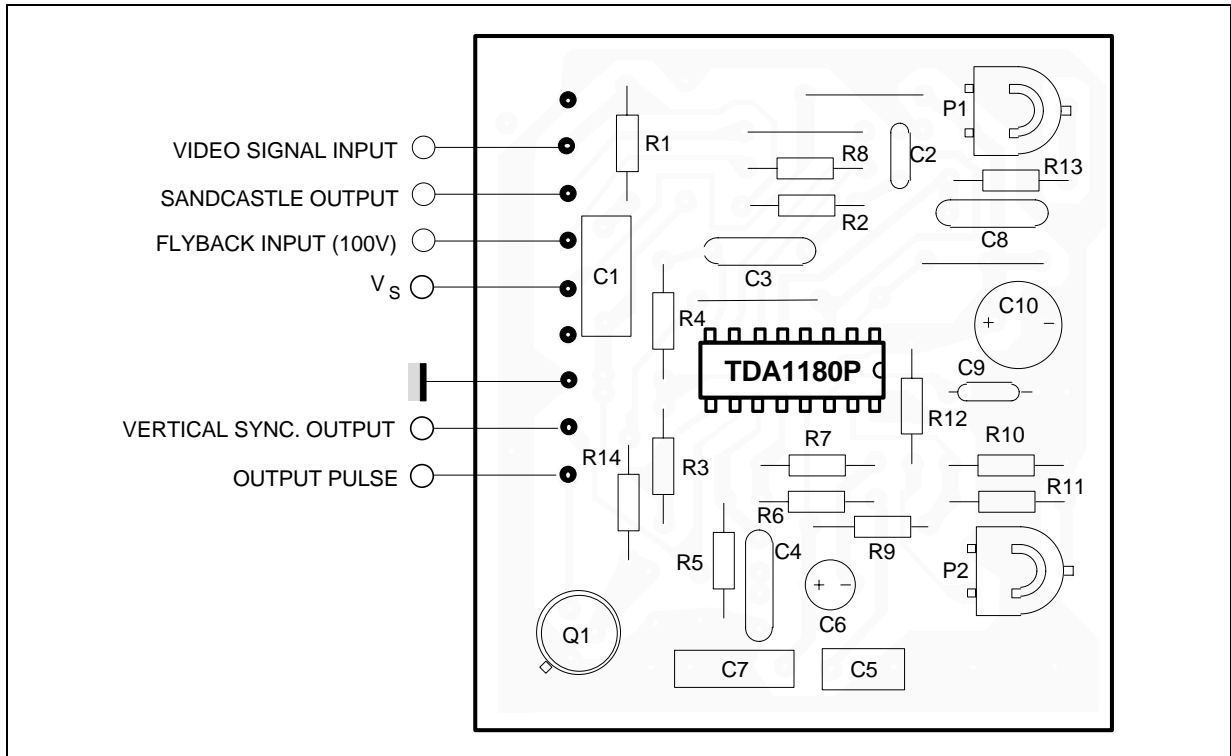 P1
VIDEO SIGNAL INPUT
R1
R8
C2
R13
SANDCASTLE OUTPUT
R2
FLYBACK INPUT (100V)
C8
C1
C3
VS
C10
+ -
R4
TDA1180P
C9
R12
VERTICAL SYNC. OUTPUT
R7
R10
R14
R3
OUTPUT PULSE
R11
R6
C4
R9
R5
P2
+ -
C6
Q1
C7
C5